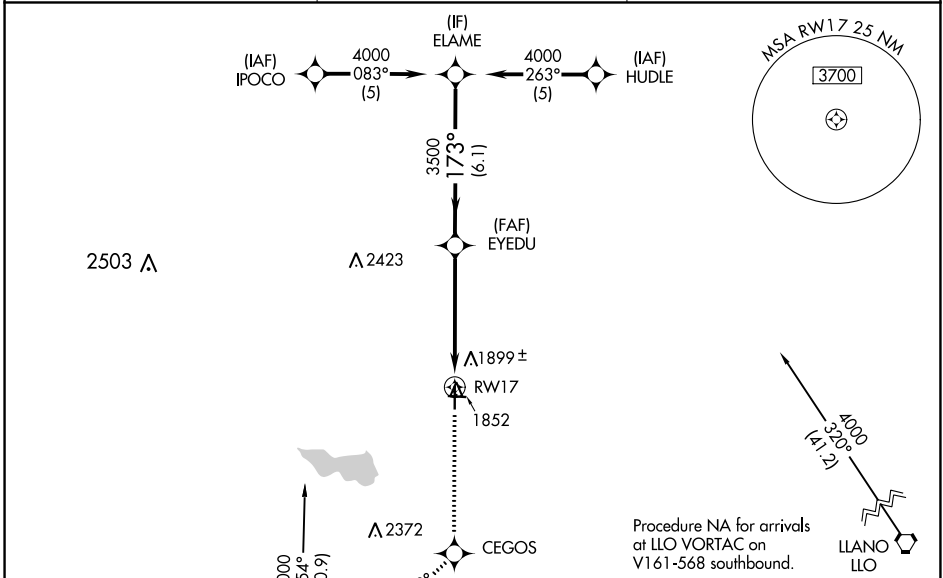 (IF)
ELAME
(IAF)
IPOCO
4000
083°
(5)
4000
263°
(5)
(IAF)
HUDLE
MSA RW17 25 NM
3700
3500
173°
(6.1)
(FAF)
EYEDU
2503
2423
1899±
RW17
1852
4000
320°
(41.2)
2372
CEGOS
Procedure NA for arrivals
at LLO VORTAC on
V161-568 southbound.
LLANO
LLO